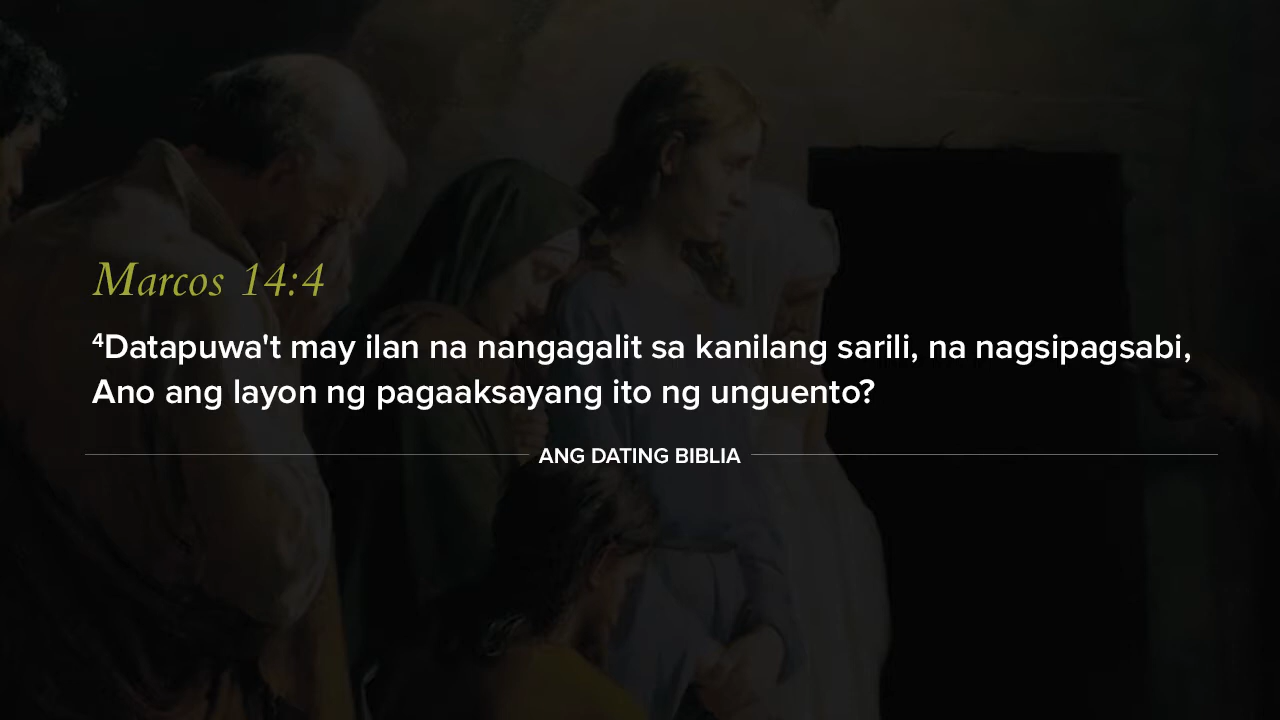 Marcos 14:4
⁴Datapuwa't may ilan na nangagalit sa kanilang sarili, na nagsipagsabi,
Ano ang layon ng pagaaksayang ito ng unguento?
ANG DATING BIBLIA